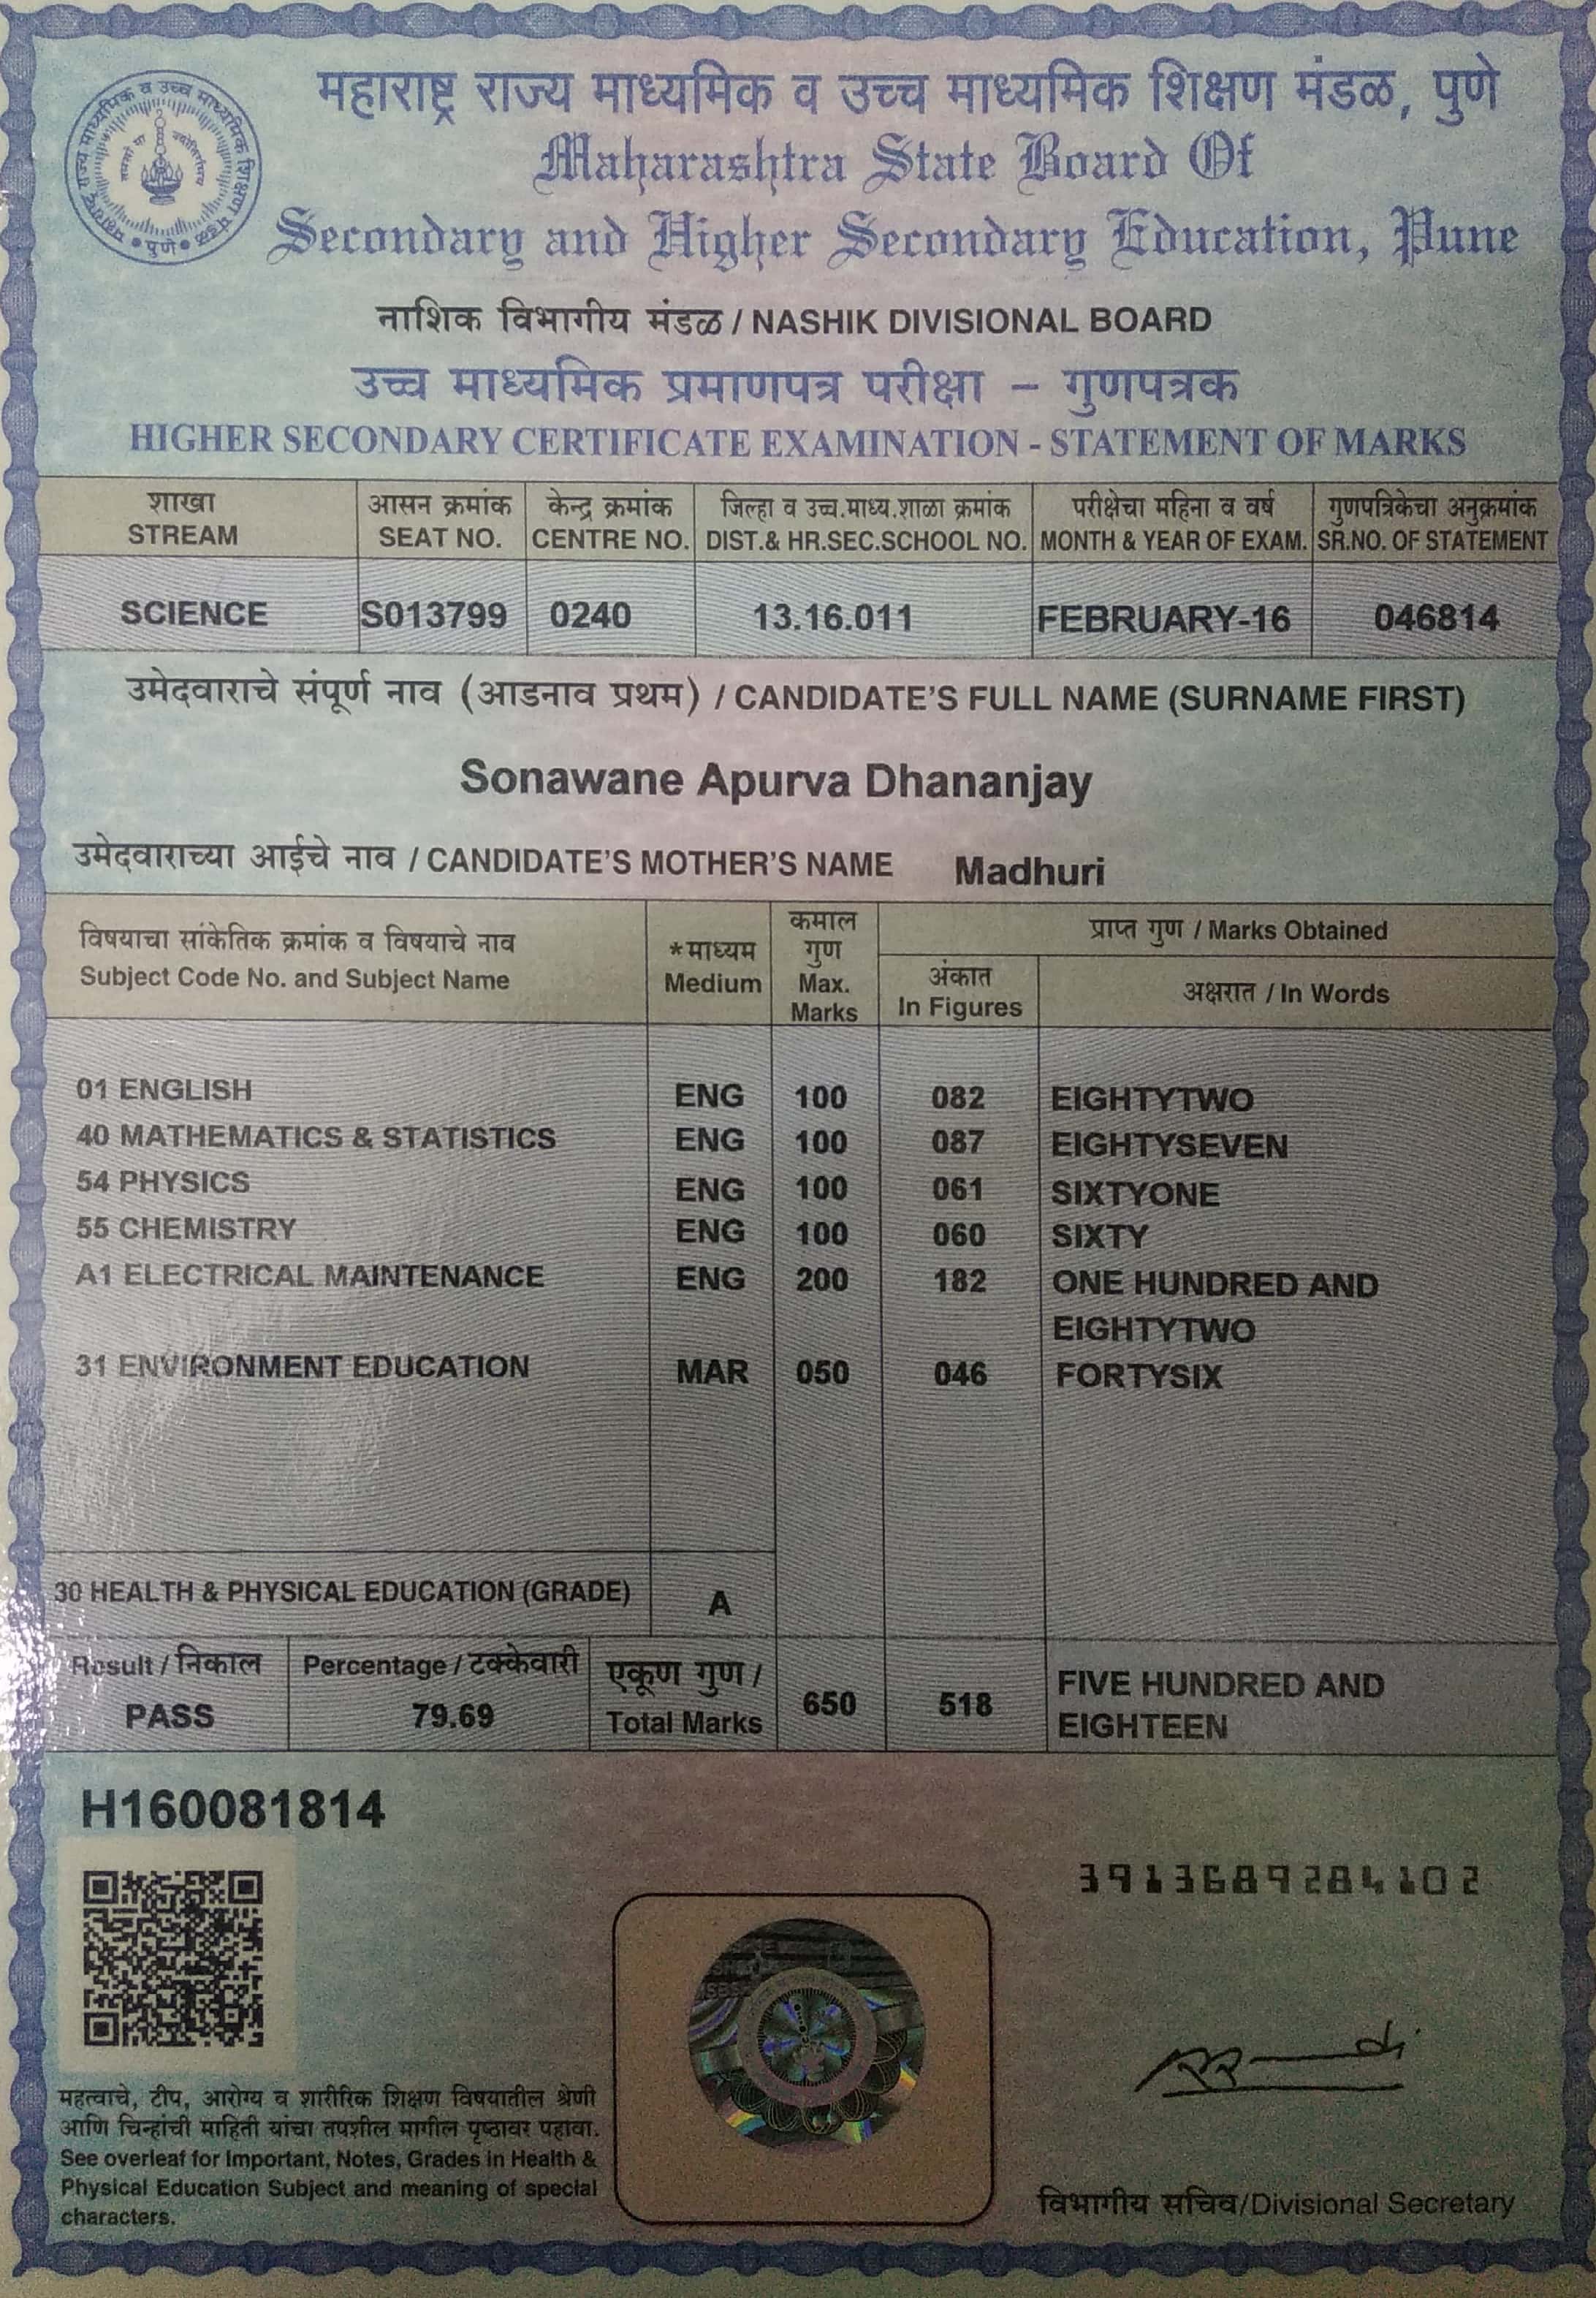 महाराष्ट्र राज्य माध्यमिक व उच्च माध्यमिक शिक्षण मंडळ, पुणे
Maharashtra State Board Of
Secondary and Higher Secondary Education, Pune
नाशिक विभागीय मंडळ / NASHIK DIVISIONAL BOARD
उच्च माध्यमिक प्रमाणपत्र परीक्षा – गुणपत्रक
HIGHER SECONDARY CERTIFICATE EXAMINATION - STATEMENT OF MARKS
शाखा आसन क्रमांक केन्द्र क्रमांक जिल्हा व उच्च.माध्य.शाळा क्रमांक परीक्षेचा महिना व वर्ष गुणपत्रिकेचा अनुक्रमांक
STREAM SEAT NO. CENTRE NO. DIST.& HR.SEC.SCHOOL NO. MONTH & YEAR OF EXAM. SR.NO. OF STATEMENT
SCIENCE S013799 0240 13.16.011 FEBRUARY-16 046814
उमेदवाराचे संपूर्ण नाव (आडनाव प्रथम) / CANDIDATE'S FULL NAME (SURNAME FIRST)
Sonawane Apurva Dhananjay
उमेदवाराच्या आईचे नाव / CANDIDATE'S MOTHER'S NAME Madhuri
विषयाचा सांकेतिक क्रमांक व विषयाचे नाव
Subject Code No. and Subject Name
*माध्यम
Medium
कमाल
गुण
Max.
Marks
प्राप्त गुण / Marks Obtained
अंकात
In Figures
अक्षरात / In Words
01 ENGLISH ENG 100 082 EIGHTYTWO
40 MATHEMATICS & STATISTICS ENG 100 087 EIGHTYSEVEN
54 PHYSICS ENG 100 061 SIXTYONE
55 CHEMISTRY ENG 100 060 SIXTY
A1 ELECTRICAL MAINTENANCE ENG 200 182 ONE HUNDRED AND
EIGHTYTWO
31 ENVIRONMENT EDUCATION MAR 050 046 FORTYSIX
30 HEALTH & PHYSICAL EDUCATION (GRADE) A
Result / निकाल
PASS
Percentage / टक्केवारी
79.69
एकूण गुण /
Total Marks
650 518
FIVE HUNDRED AND
EIGHTEEN
H160081814
3913689284102
महत्वाचे, टीप, आरोग्य व शारीरिक शिक्षण विषयातील श्रेणी
आणि चिन्हांची माहिती यांचा तपशील मागील पृष्ठावर पहावा.
See overleaf for Important, Notes, Grades in Health &
Physical Education Subject and meaning of special
characters.
विभागीय सचिव/Divisional Secretary